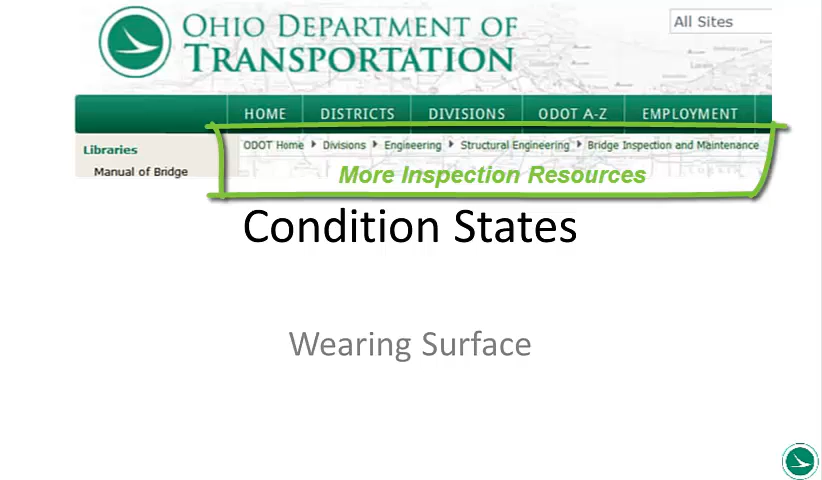 OHIO DEPARTMENT OF
TRANSPORTATION
All Sites
HOME DISTRICTS DIVISIONS ODOT A-Z EMPLOYMENT
Libraries
Manual of Bridge
ODOT Home Divisions Engineering Structural Engineering Bridge Inspection and Maintenance
More Inspection Resources
Condition States
Wearing Surface